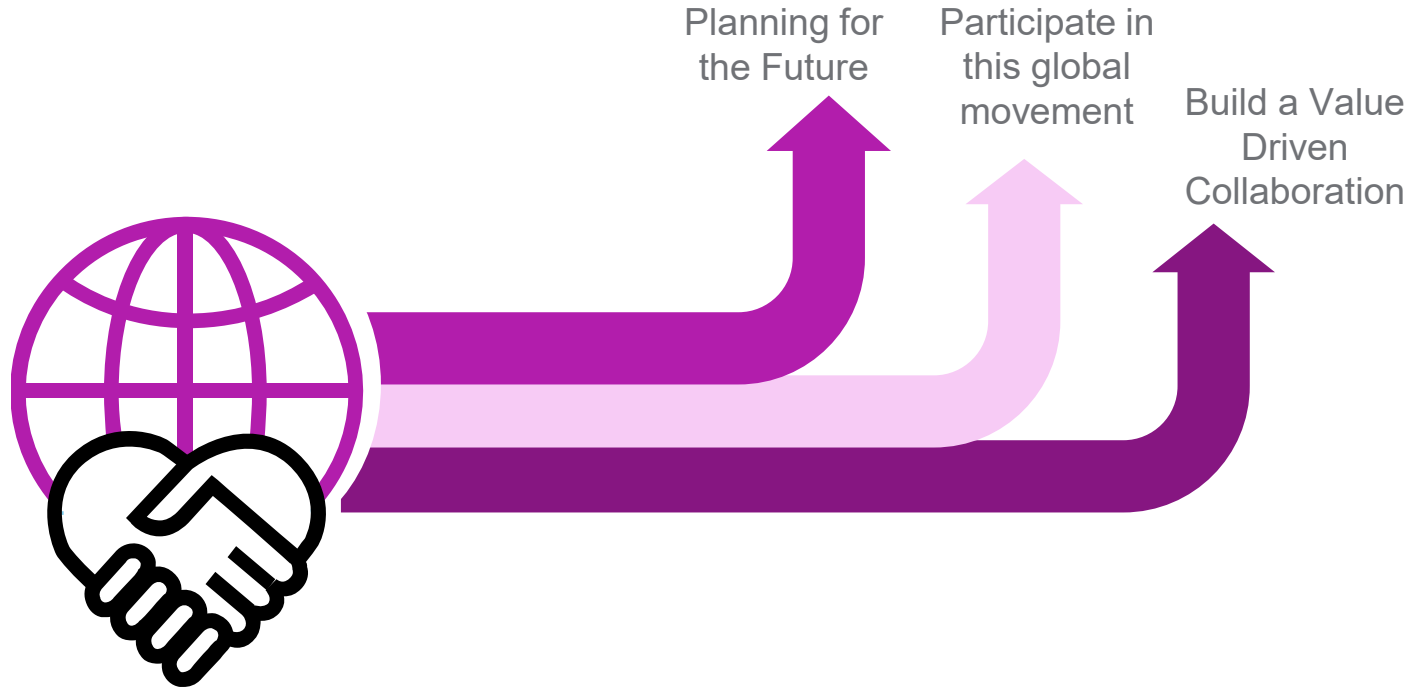 Planning for
the Future
Participate in
this global
movement
Build a Value
Driven
Collaboration